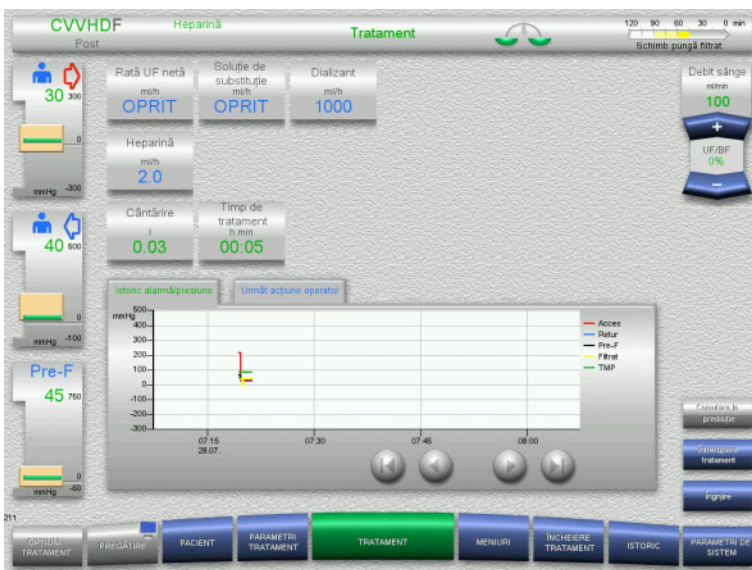 CVVHDF
Post
Heparină
Tratament
120 90 60 30 0 min
Schimb pungă filtrat
30 300
0
mmHg -300
40 500
0
mmHg -100
Pre-F
45 750
0
mmHg -50
Rată UF netă
ml/h
OPRIT
Soluție de
substituție
ml/h
OPRIT
Dializant
ml/h
1000
Heparină
ml/h
2.0
Cântărire
l
0.03
Timp de
tratament
h:min
00:05
Debit sânge
ml/min
100
+
UF/BF
0%
−
Istoric alarmă/presiune
Următ acțiune operator
mmHg
500
400
300
200
100
0
-100
-200
-300
07:15
28.07.
07:30
07:45
08:00
Acces
Retur
Pre-F
Filtrat
TMP
Comutare la
prediluție
Întrerupere
tratament
Îngrijire
211
OPȚIUNI
TRATAMENT
PREGĂTIRE
PACIENT
PARAMETRI
TRATAMENT
TRATAMENT
MENIURI
ÎNCHEIERE
TRATAMENT
ISTORIC
PARAMETRI DE
SISTEM